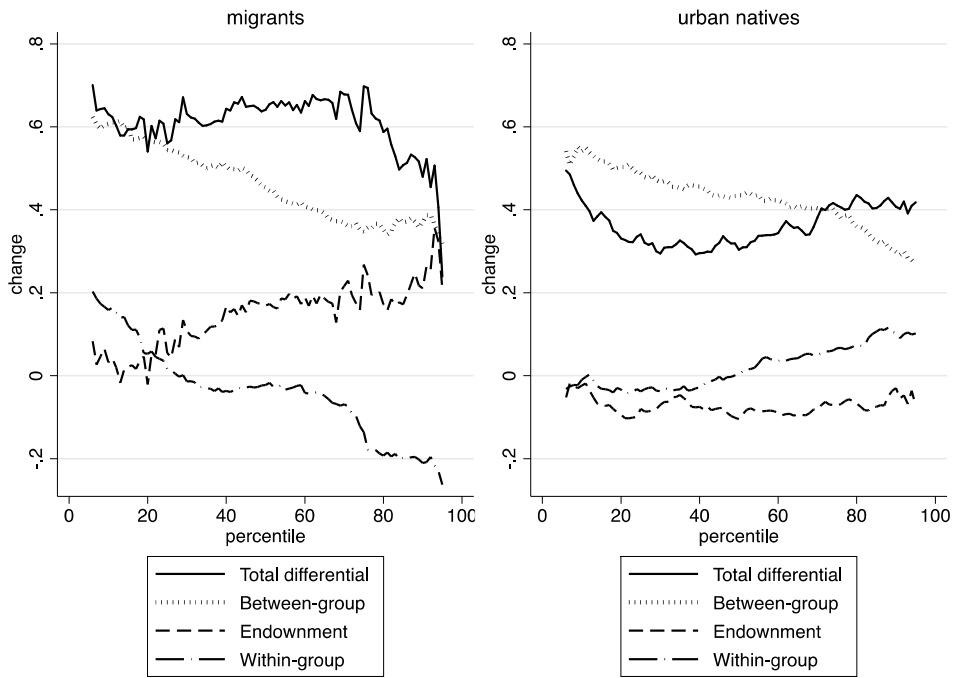 migrants
change
.8
.6
.4
.2
0
-.2
0 20 40 60 80 100
percentile
Total differential
Between-group
Endownment
Within-group
urban natives
change
.8
.6
.4
.2
0
-.2
0 20 40 60 80 100
percentile
Total differential
Between-group
Endownment
Within-group